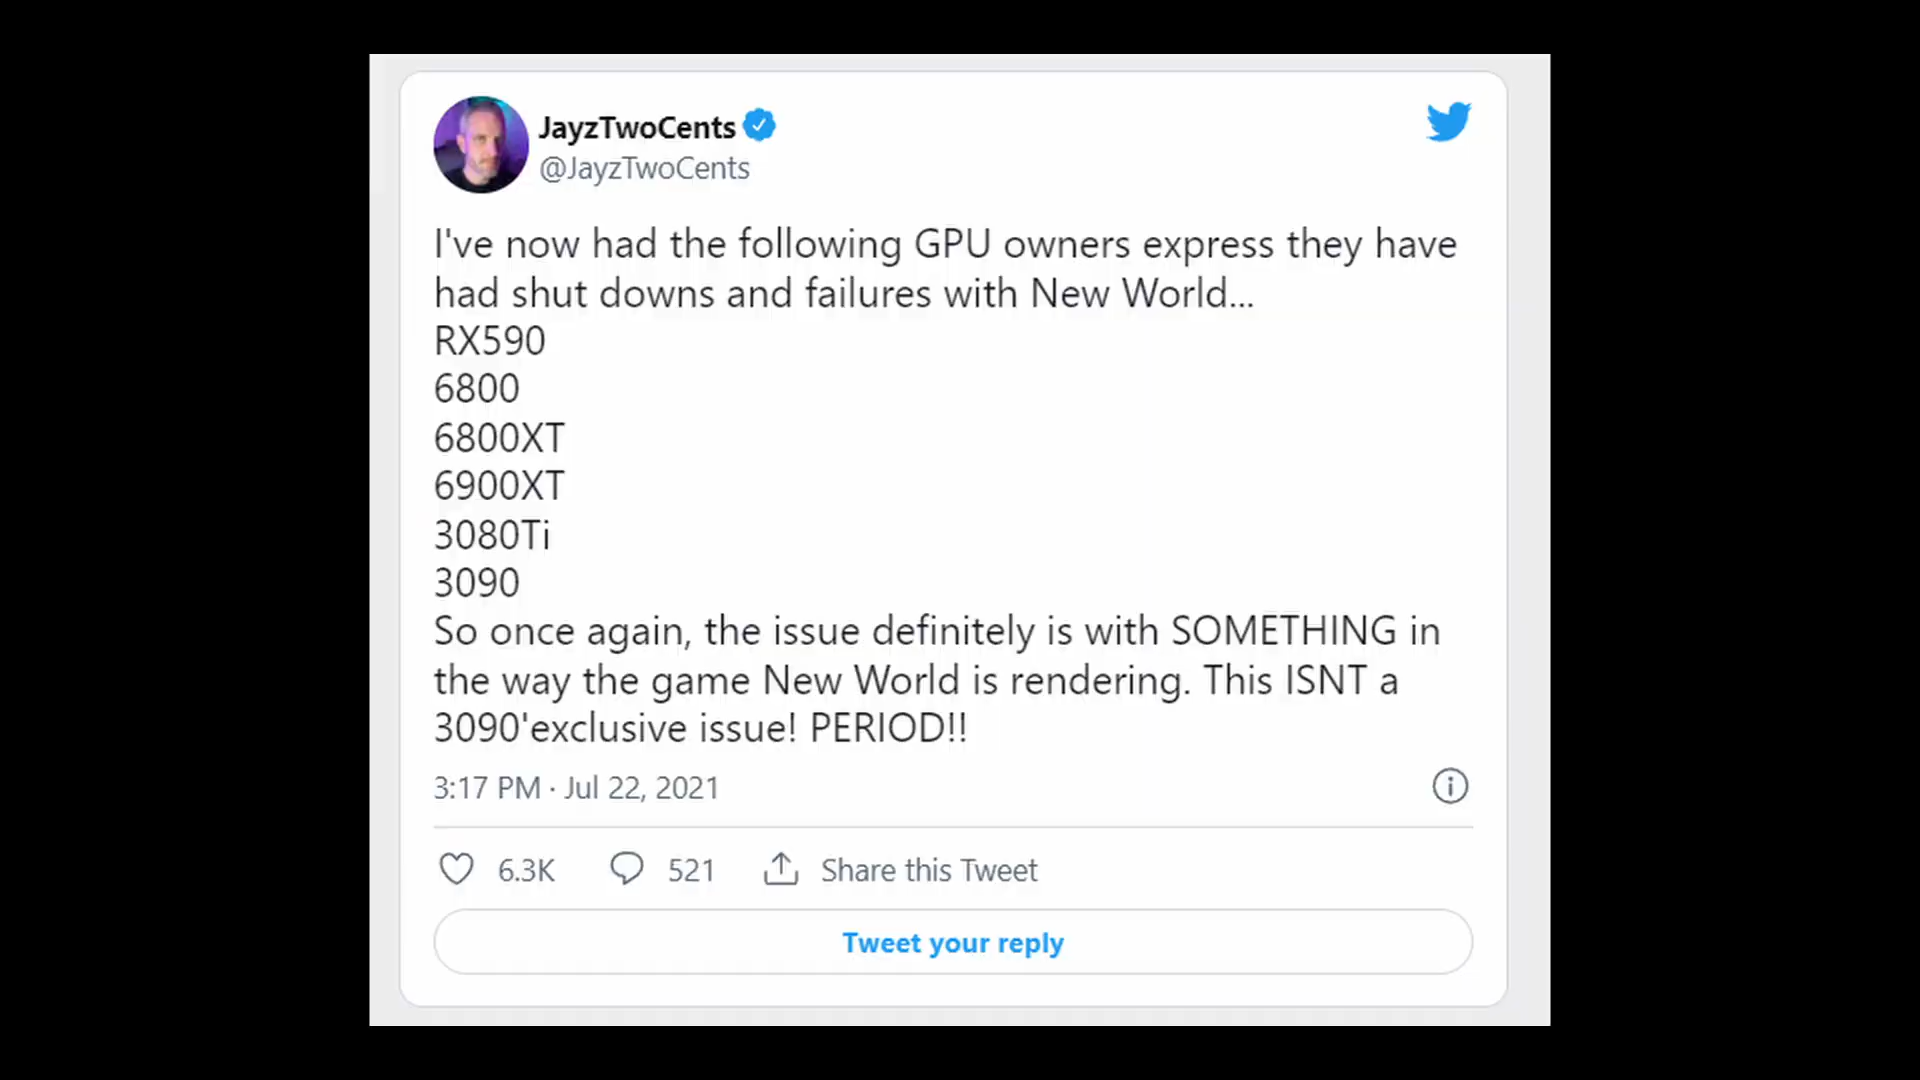 JayzTwoCents
@JayzTwoCents
I've now had the following GPU owners express they have
had shut downs and failures with New World...
RX590
6800
6800XT
6900XT
3080Ti
3090
So once again, the issue definitely is with SOMETHING in
the way the game New World is rendering. This ISNT a
3090'exclusive issue! PERIOD!!
3:17 PM · Jul 22, 2021
6.3K 521 Share this Tweet
Tweet your reply